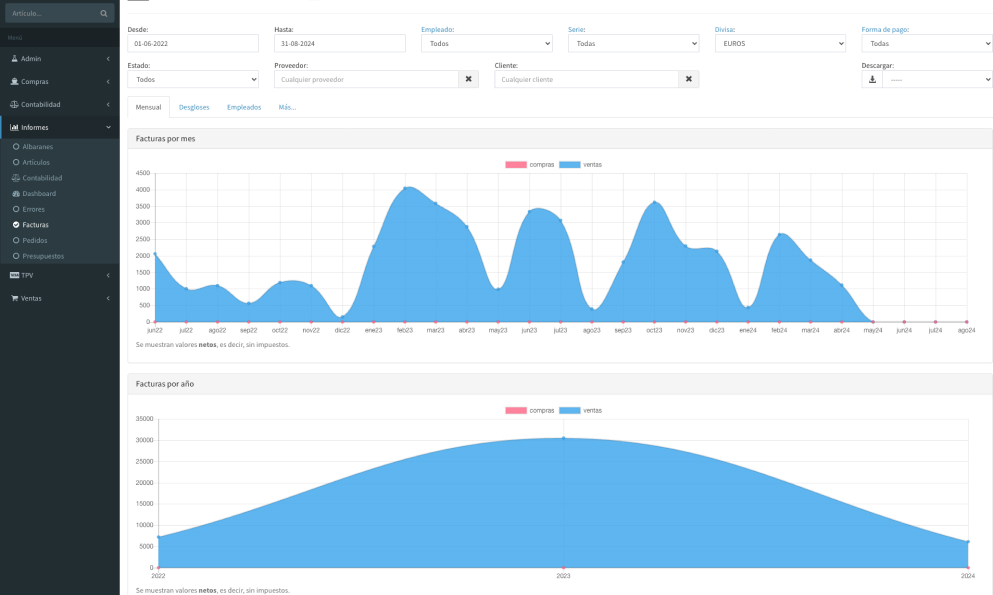 Artículo...
Menú
Admin
Compras
Contabilidad
Informes
Albaranes
Artículos
Contabilidad
Dashboard
Errores
Facturas
Pedidos
Presupuestos
TPV
Ventas
Desde: Hasta: Empleado: Serie: Divisa: Forma de pago:
01-06-2022 31-08-2024 Todos Todas EUROS Todas
Estado: Proveedor: Cliente: Descargar:
Todos Cualquier proveedor Cualquier cliente -----
Mensual Desgloses Empleados Más...
Facturas por mes
compras ventas
4500
4000
3500
3000
2500
2000
1500
1000
500
0
jun22 jul22 ago22 sep22 oct22 nov22 dic22 ene23 feb23 mar23 abr23 may23 jun23 jul23 ago23 sep23 oct23 nov23 dic23 ene24 feb24 mar24 abr24 may24 jun24 jul24 ago24
Se muestran valores netos, es decir, sin impuestos.
Facturas por año
compras ventas
35000
30000
25000
20000
15000
10000
5000
0
2022 2023 2024
Se muestran valores netos, es decir, sin impuestos.